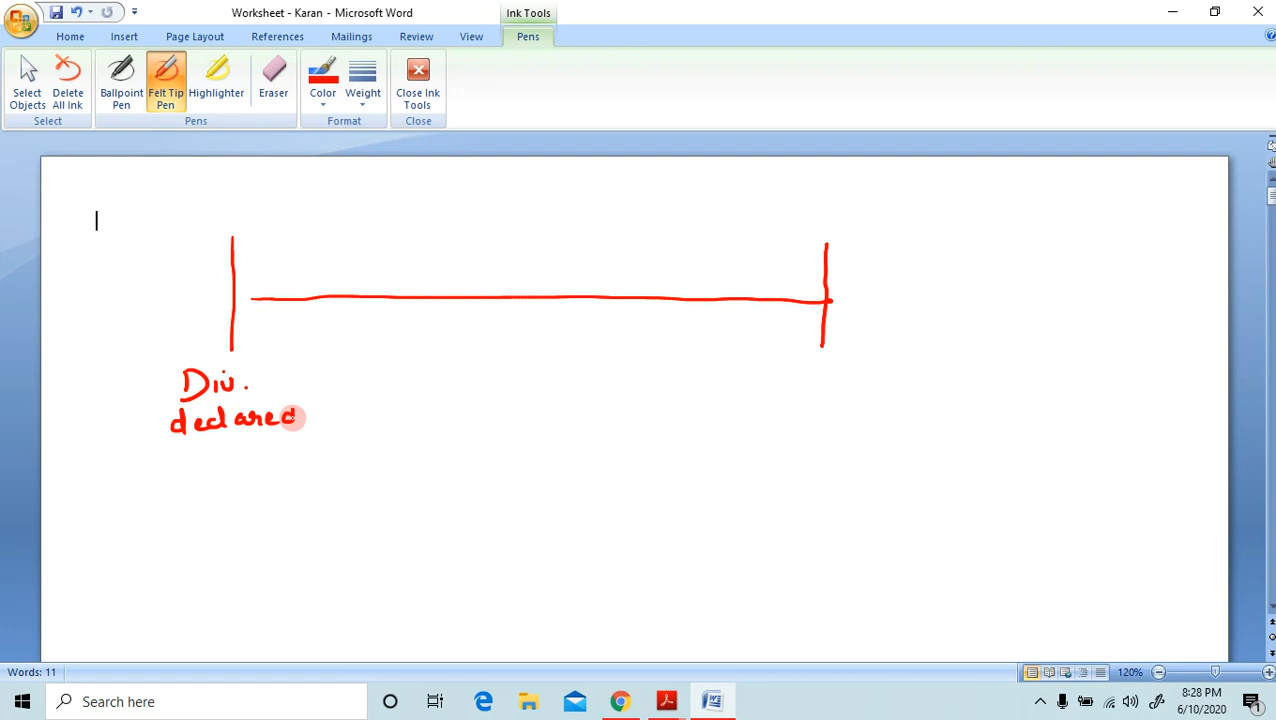 Worksheet - Karan - Microsoft Word
Ink Tools
Home Insert Page Layout References Mailings Review View Pens
Select Objects
Delete All Ink
Ballpoint Pen
Felt Tip Pen
Highlighter
Eraser
Color
Weight
Close Ink Tools
Select Pens Format Close
Div.
declared
Words: 11
120%
Search here
8:28 PM
6/10/2020